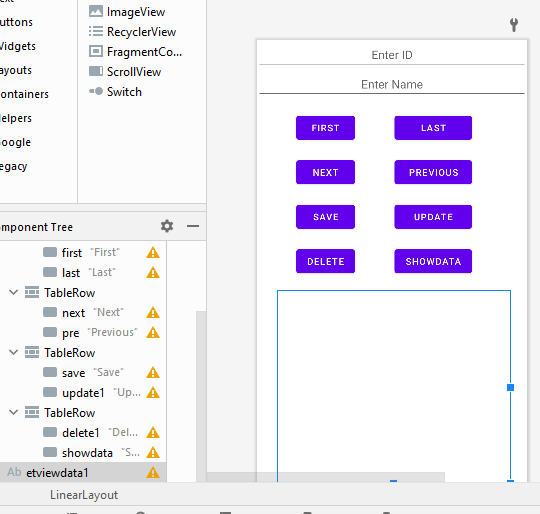 ImageView
uttons
RecyclerView
Vidgets
FragmentCo...
ayouts
ScrollView
ontainers
Switch
elpers
oogle
egacy
omponent Tree
first "First"
last "Last"
TableRow
next "Next"
pre "Previous"
TableRow
save "Save"
update1 "Up...
TableRow
delete1 "Del...
showdata "S...
Ab etviewdata1
LinearLayout
Enter ID
Enter Name
FIRST LAST
NEXT PREVIOUS
SAVE UPDATE
DELETE SHOWDATA